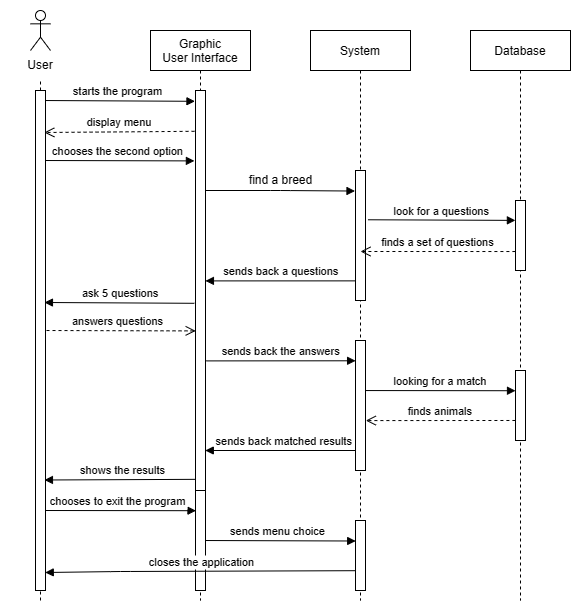 User
Graphic
User Interface
System
Database
starts the program
display menu
chooses the second option
find a breed
look for a questions
finds a set of questions
sends back a questions
ask 5 questions
answers questions
sends back the answers
looking for a match
finds animals
sends back matched results
shows the results
chooses to exit the program
sends menu choice
closes the application